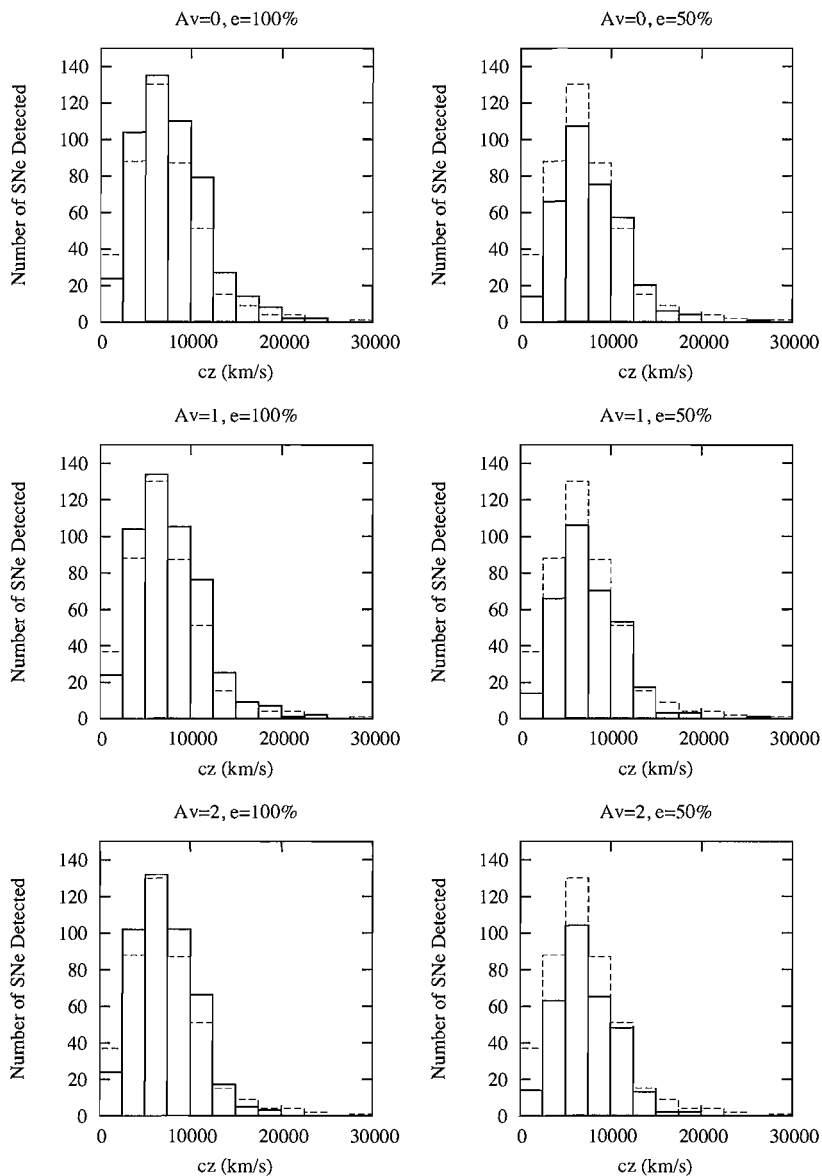 Av=0, e=100%
Number of SNe Detected
140
120
100
80
60
40
20
0
0 10000 20000 30000
cz (km/s)
Av=0, e=50%
Number of SNe Detected
140
120
100
80
60
40
20
0
0 10000 20000 30000
cz (km/s)
Av=1, e=100%
Number of SNe Detected
140
120
100
80
60
40
20
0
0 10000 20000 30000
cz (km/s)
Av=1, e=50%
Number of SNe Detected
140
120
100
80
60
40
20
0
0 10000 20000 30000
cz (km/s)
Av=2, e=100%
Number of SNe Detected
140
120
100
80
60
40
20
0
0 10000 20000 30000
cz (km/s)
Av=2, e=50%
Number of SNe Detected
140
120
100
80
60
40
20
0
0 10000 20000 30000
cz (km/s)